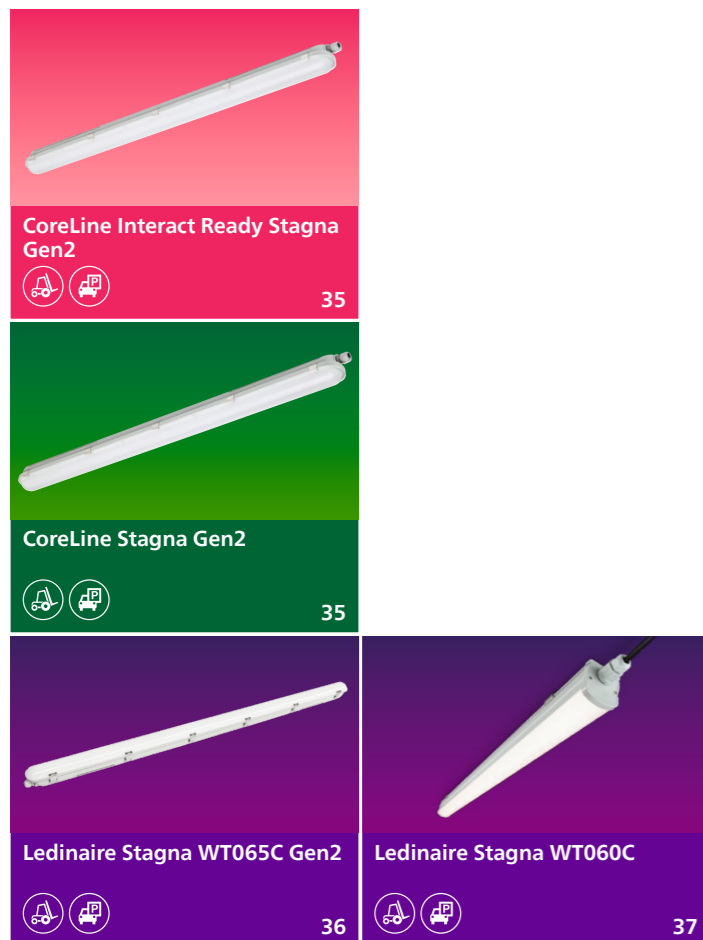 CoreLine Interact Ready Stagna
Gen2
P
35
CoreLine Stagna Gen2
P
35
Ledinaire Stagna WT065C Gen2
P
36
Ledinaire Stagna WT060C
P
37